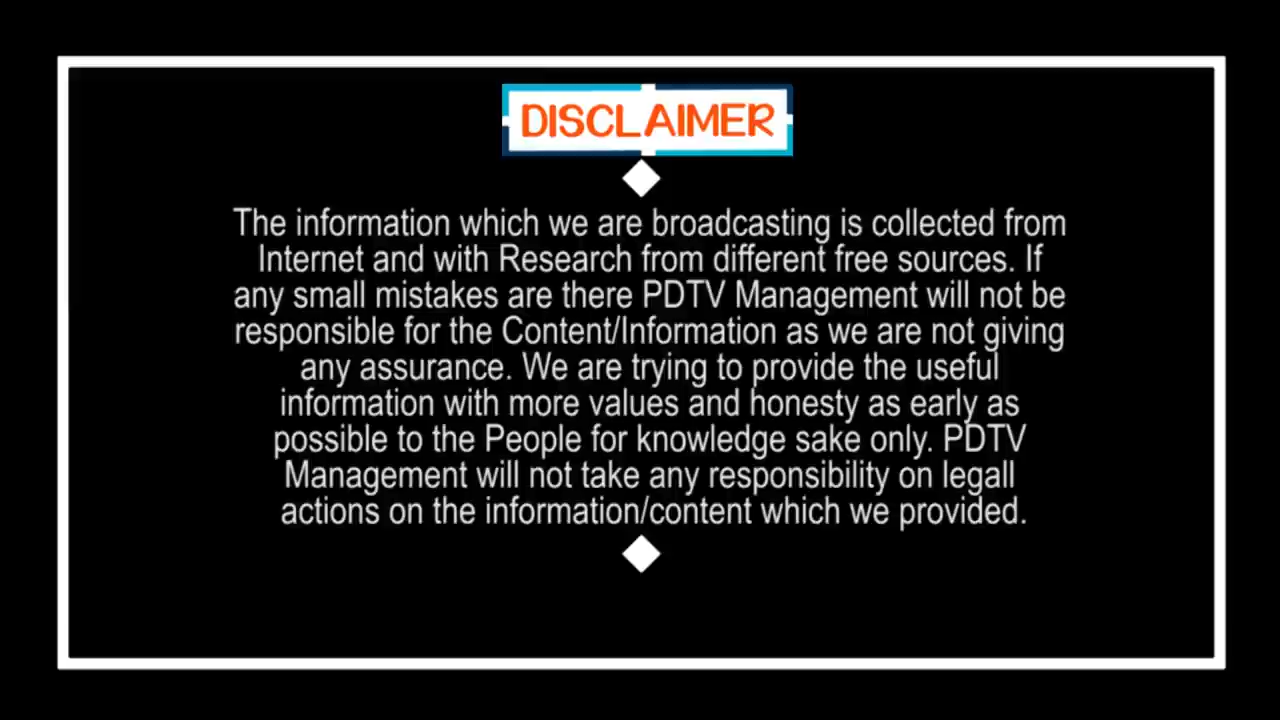 DISCLAIMER
The information which we are broadcasting is collected from
Internet and with Research from different free sources. If
any small mistakes are there PDTV Management will not be
responsible for the Content/Information as we are not giving
any assurance. We are trying to provide the useful
information with more values and honesty as early as
possible to the People for knowledge sake only. PDTV
Management will not take any responsibility on legall
actions on the information/content which we provided.